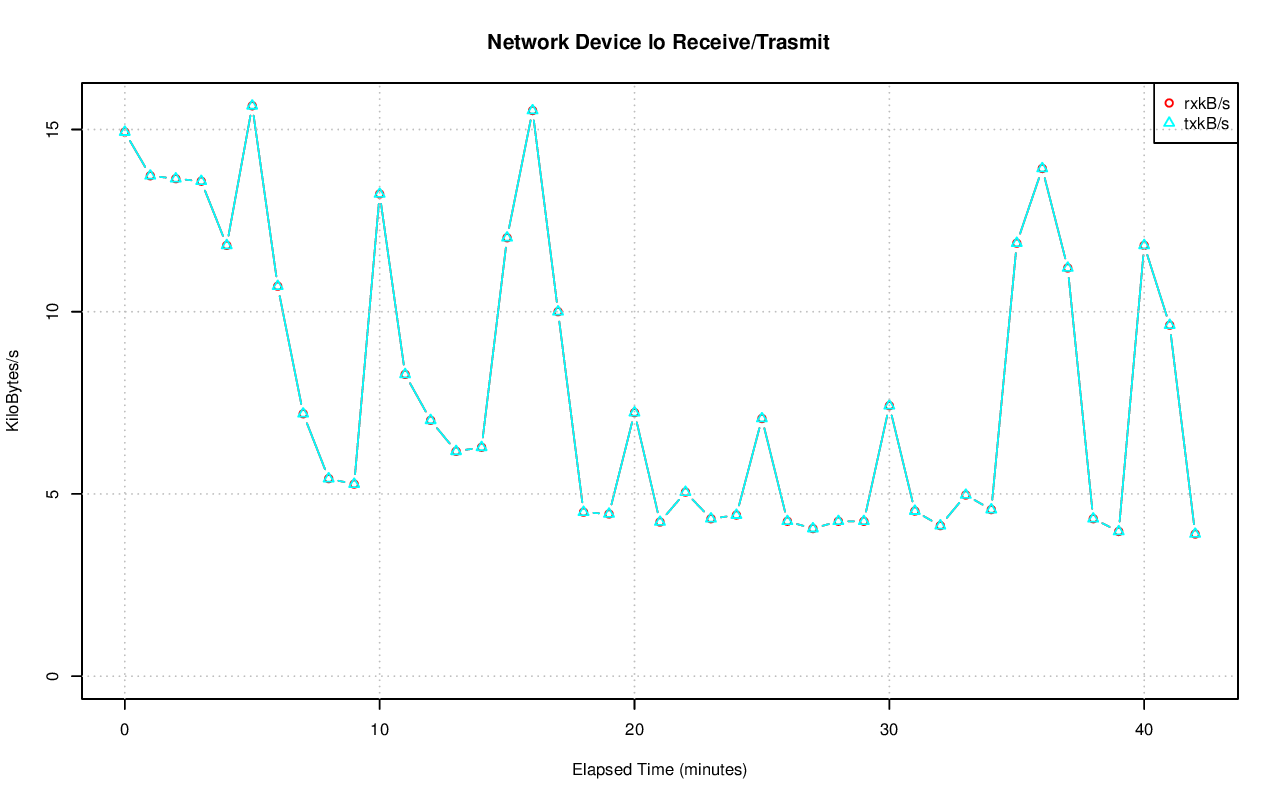 Network Device lo Receive/Trasmit
rxkB/s
txkB/s
KiloBytes/s
15
10
5
0
0 10 20 30 40
Elapsed Time (minutes)